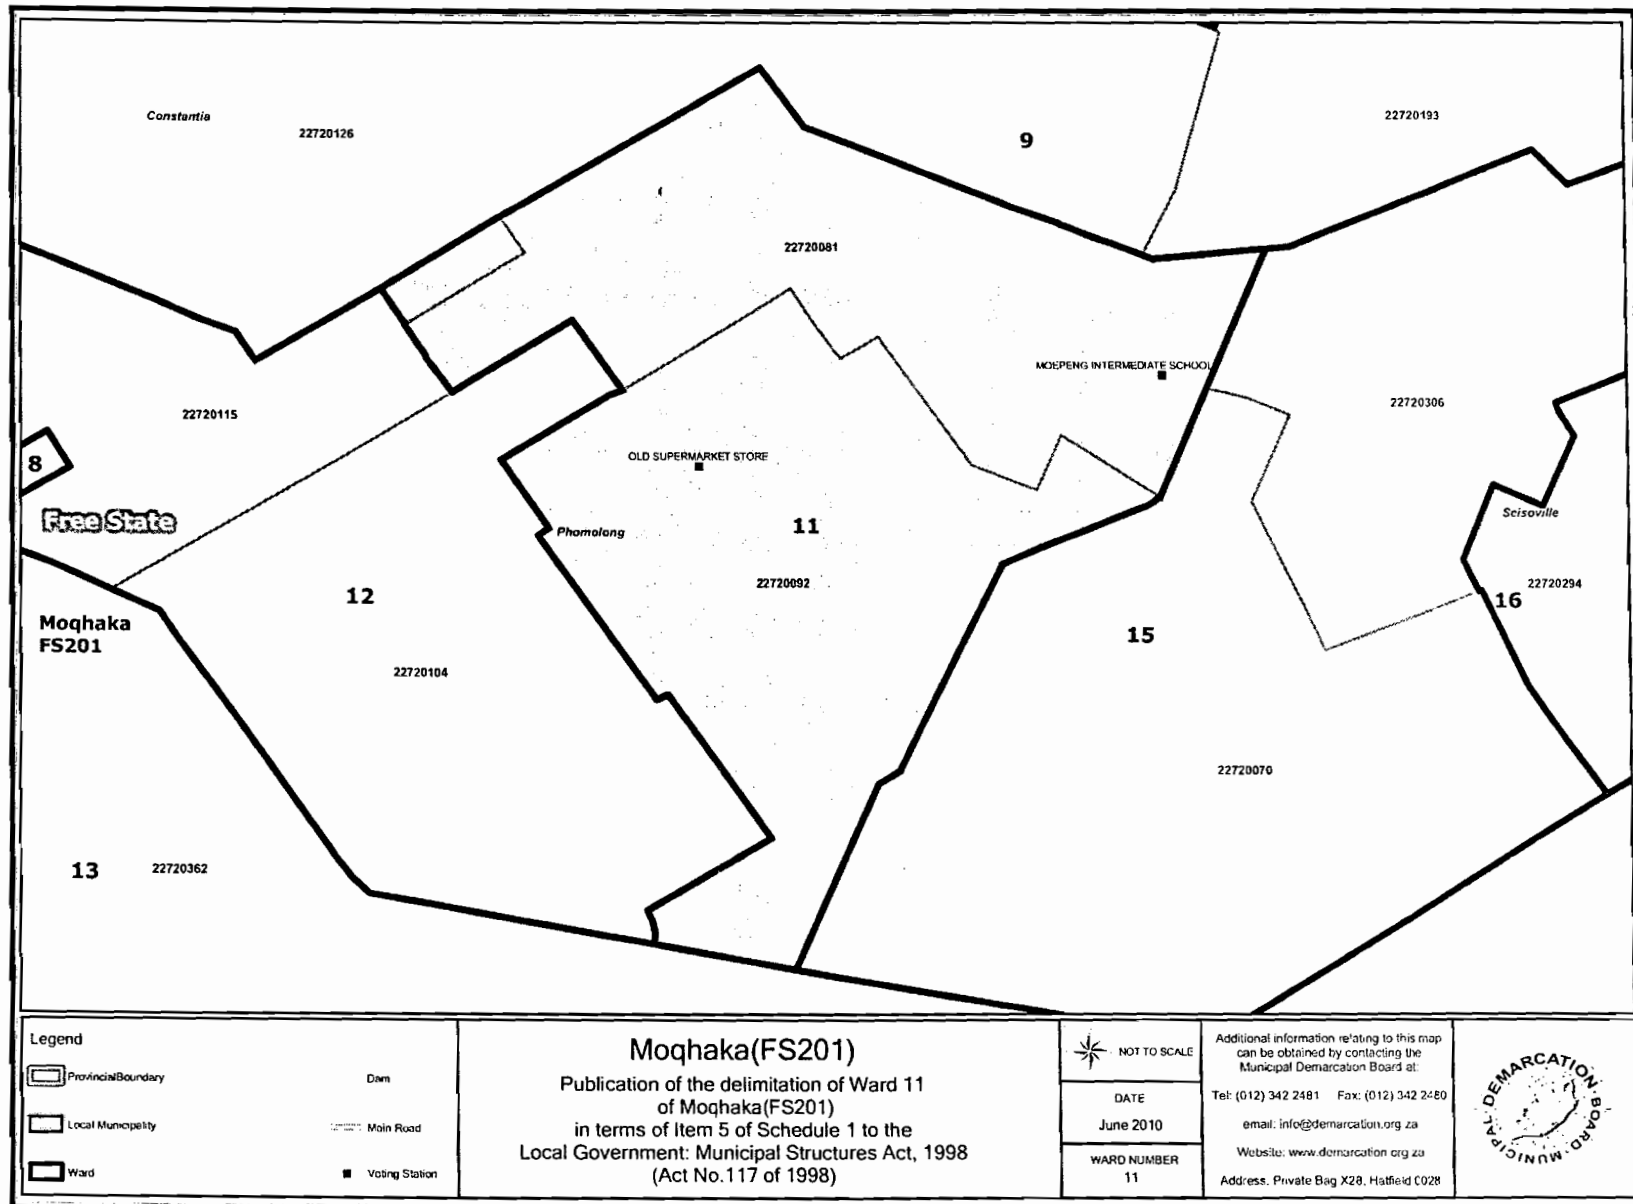 Constantia
22720126
9
22720193
22720081
MOEPENG INTERMEDIATE SCHOOL
22720306
22720115
8
OLD SUPERMARKET STORE
Free State
Phomolong
11
Scisoville
22720092
22720294
12
16
Moqhaka
FS201
15
22720104
22720070
13
22720362
Legend
ProvincialBoundary
Dam
Local Municipality
Main Road
Ward
Voting Station
Moqhaka(FS201)
Publication of the delimitation of Ward 11
of Moqhaka(FS201)
in terms of Item 5 of Schedule 1 to the
Local Government: Municipal Structures Act, 1998
(Act No.117 of 1998)
NOT TO SCALE
DATE
June 2010
WARD NUMBER
11
Additional information relating to this map
can be obtained by contacting the
Municipal Demarcation Board at:
Tel: (012) 342 2481 Fax: (012) 342 2480
email: info@demarcation.org.za
Website: www.demarcation.org.za
Address. Private Bag X28, Hatfield 0028
MUNICIPAL DEMARCATION BOARD